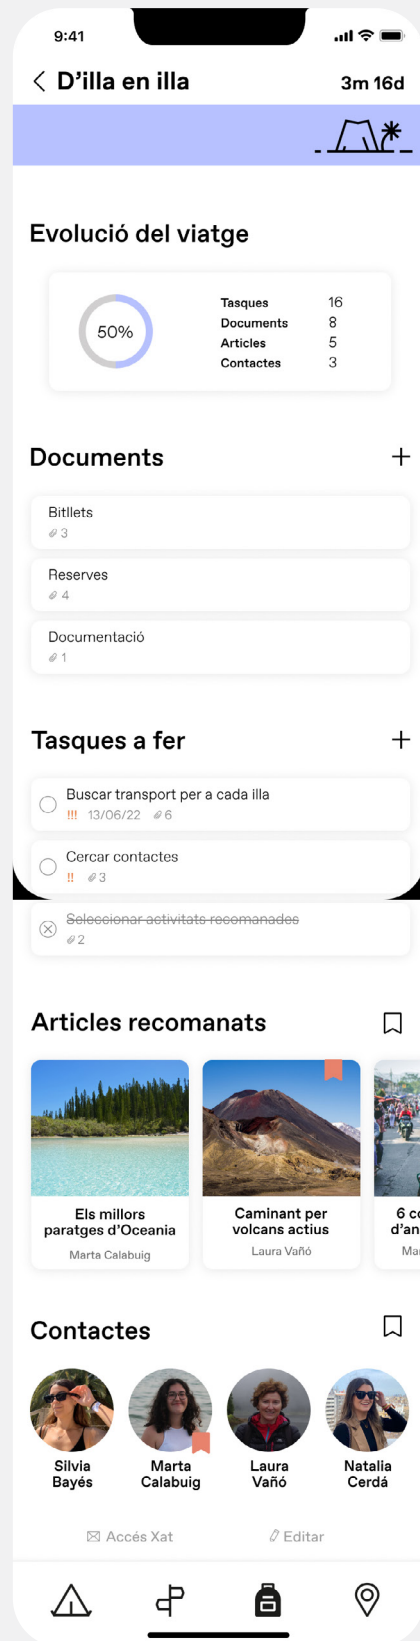 9:41
D'illa en illa
3m 16d
Evolució del viatge
50%
Tasques 16
Documents 8
Articles 5
Contactes 3
Documents
Bitllets
3
Reserves
4
Documentació
1
Tasques a fer
Buscar transport per a cada illa
!!! 13/06/22 6
Cercar contactes
!! 3
Seleccionar activitats recomanades
2
Articles recomanats
Els millors
paratges d'Oceania
Marta Calabuig
Caminant per
volcans actius
Laura Vañó
6
d'an
Contactes
Silvia
Bayés
Marta
Calabuig
Laura
Vañó
Natalia
Cerdá
Accés Xat
Editar